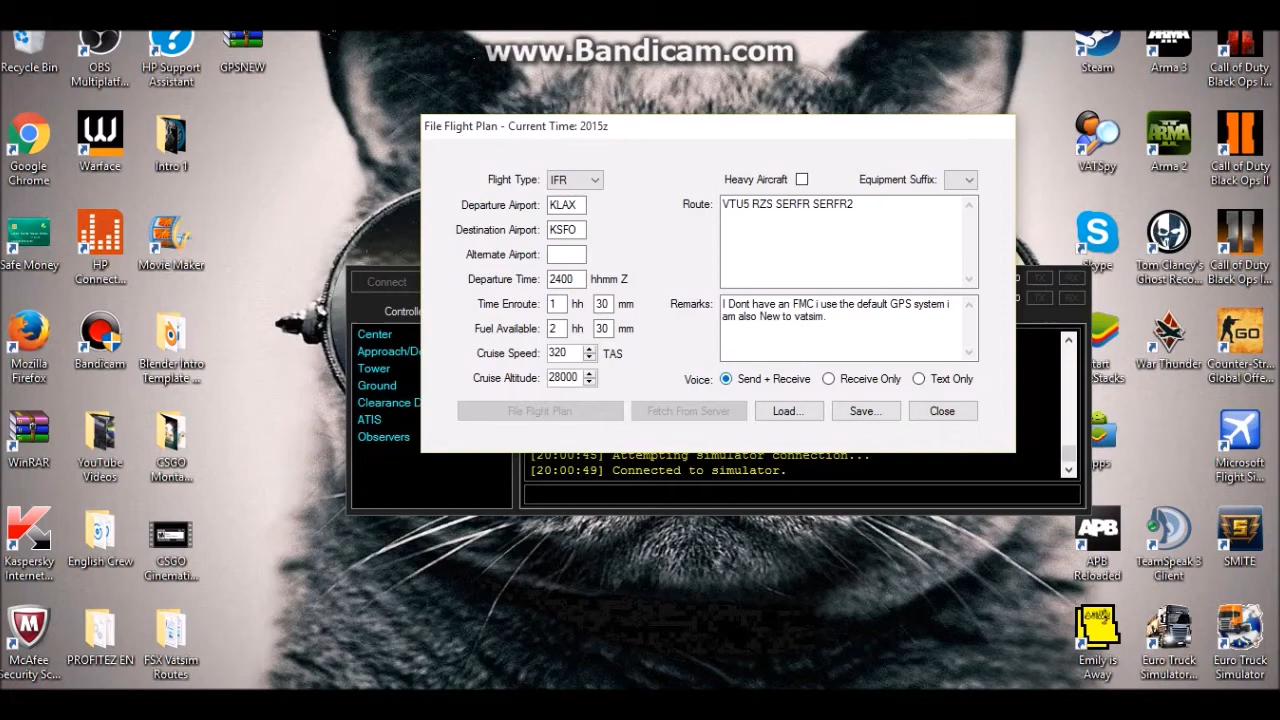 www.Bandicam.com
Recycle Bin
OBS
Multiplatf...
HP Support
Assistant
GPSNEW
Steam
Arma 3
Call of Duty
Black Ops I...
Google
Chrome
Warface
Intro 1
VATSpy
Arma 2
Call of Duty
Black Ops II
Safe Money
HP
Connect...
Movie Maker
Skype
Tom Clancy's
Ghost Reco...
Call of Duty
Black Ops I...
Mozilla
Firefox
Bandicam
Blender Intro
Template ...
War Thunder
Counter-Str...
Global Offe...
WinRAR
YouTube
Videos
CSGO
Monta...
Microsoft
Flight Si...
Kaspersky
Internet...
English Crew
CSGO
Cinemati...
APB
APB
Reloaded
TeamSpeak 3
Client
SMITE
McAfee
Security Sc...
PROFITEZ EN
FSX Vatsim
Routes
Emily is
Away
Euro Truck
Simulator...
Euro Truck
Simulator
File Flight Plan - Current Time: 2015z
Flight Type: IFR
Heavy Aircraft
Equipment Suffix:
Departure Airport: KLAX
Route: VTU5 RZS SERFR SERFR2
Destination Airport: KSFO
Alternate Airport:
Departure Time: 2400 hhmm Z
Time Enroute: 1 hh 30 mm
Remarks: I Dont have an FMC i use the default GPS system i
am also New to vatsim.
Fuel Available: 2 hh 30 mm
Cruise Speed: 320 TAS
Cruise Altitude: 28000
Voice: Send + Receive Receive Only Text Only
File Flight Plan Fetch From Server Load... Save... Close
Connect
TX RX
TX RX
Center
Tower
Ground
ATIS
Observers
[20:00:45] Attempting simulator connection...
[20:00:49] Connected to simulator.